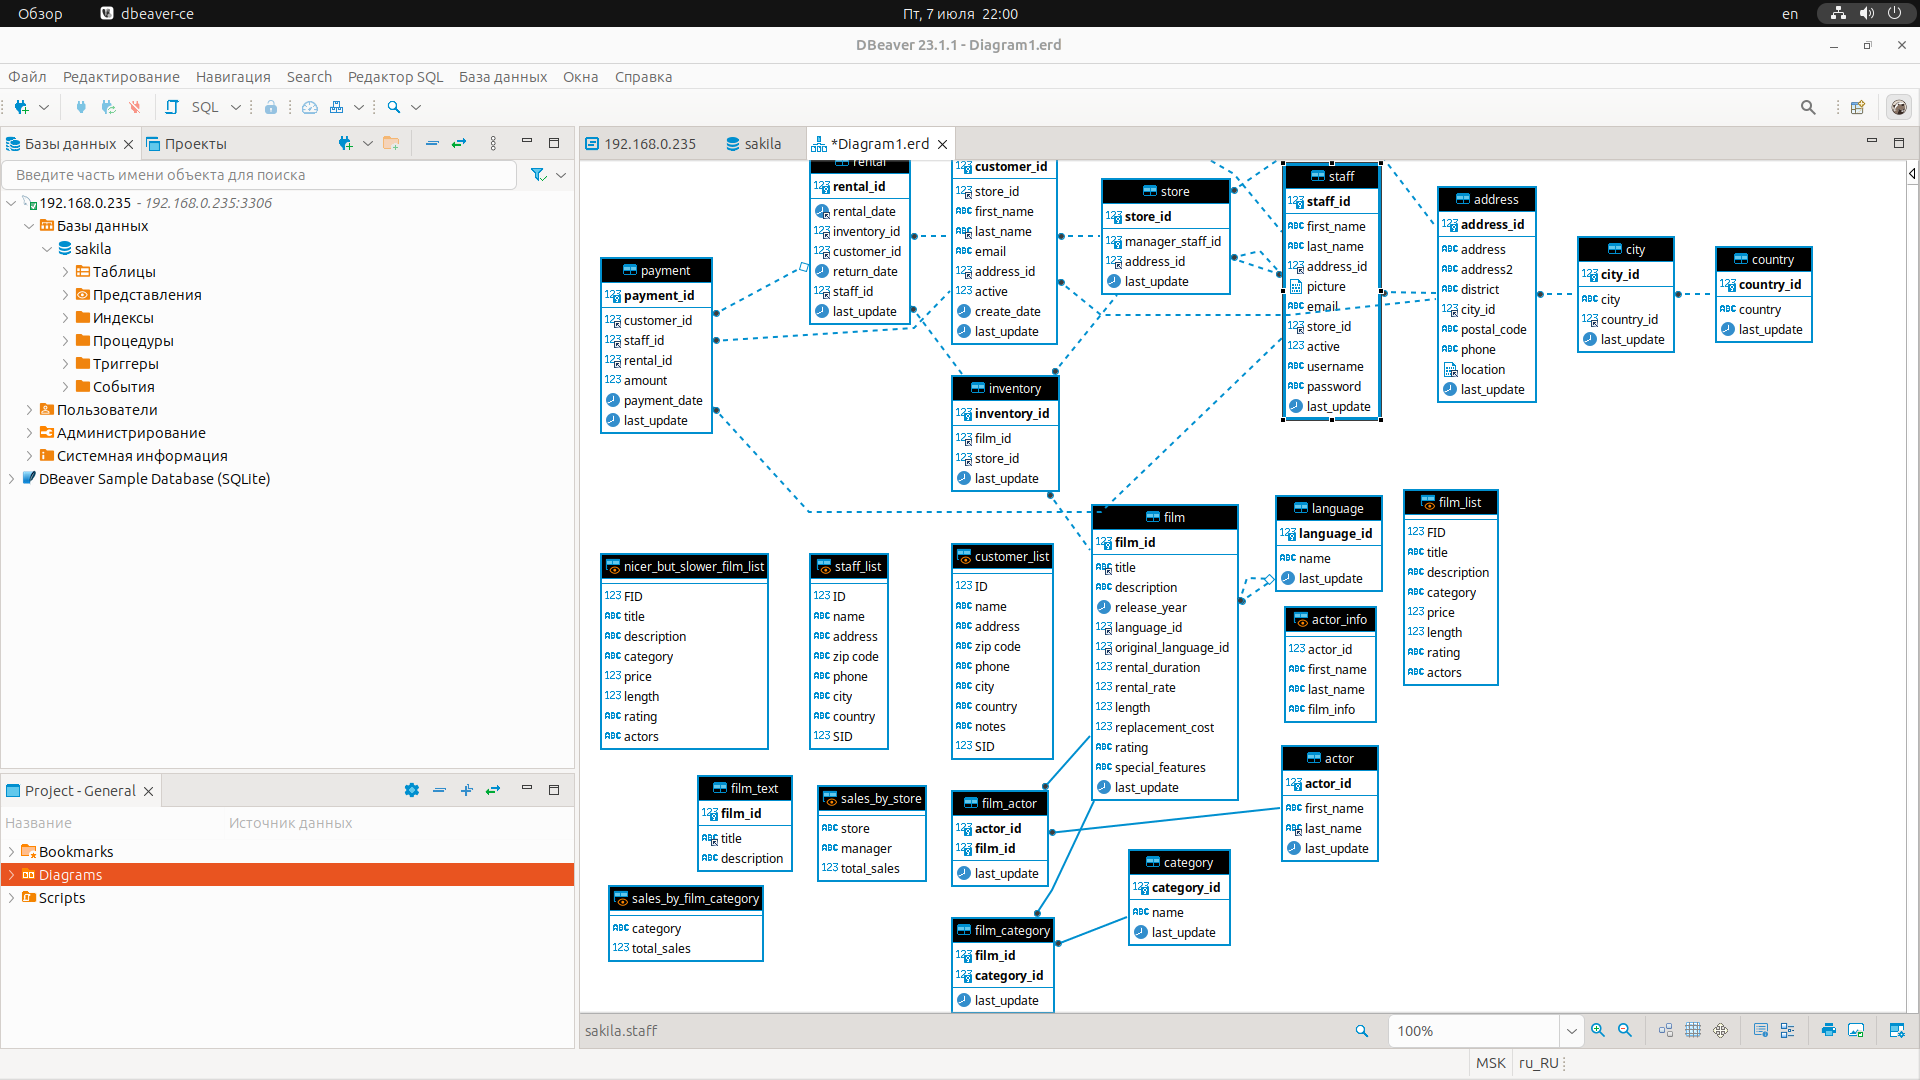 Обзор
dbeaver-ce
Пт, 7 июля 22:00
en
DBeaver 23.1.1 - Diagram1.erd
Файл Редактирование Навигация Search Редактор SQL База данных Окна Справка
SQL
Базы данных
Проекты
Введите часть имени объекта для поиска
192.168.0.235 - 192.168.0.235:3306
Базы данных
sakila
Таблицы
Представления
Индексы
Процедуры
Триггеры
События
Пользователи
Администрирование
Системная информация
DBeaver Sample Database (SQLite)
Project - General
Название
Источник данных
Bookmarks
Diagrams
Scripts
192.168.0.235
sakila
*Diagram1.erd
rental
rental_id
rental_date
inventory_id
customer_id
return_date
staff_id
last_update
customer_id
store_id
first_name
last_name
email
address_id
active
create_date
last_update
store
store_id
manager_staff_id
address_id
last_update
staff
staff_id
first_name
last_name
address_id
picture
email
store_id
active
username
password
last_update
address
address_id
address
address2
district
city_id
postal_code
phone
location
last_update
city
city_id
city
country_id
last_update
country
country_id
country
last_update
payment
payment_id
customer_id
staff_id
rental_id
amount
payment_date
last_update
inventory
inventory_id
film_id
store_id
last_update
film
film_id
title
description
release_year
language_id
original_language_id
rental_duration
rental_rate
length
replacement_cost
rating
special_features
last_update
language
language_id
name
last_update
film_list
FID
title
description
category
price
length
rating
actors
nicer_but_slower_film_list
FID
title
description
category
price
length
rating
actors
staff_list
ID
name
address
zip code
phone
city
country
SID
customer_list
ID
name
address
zip code
phone
city
country
notes
SID
actor_info
actor_id
first_name
last_name
film_info
actor
actor_id
first_name
last_name
last_update
film_text
film_id
title
description
sales_by_store
store
manager
total_sales
film_actor
actor_id
film_id
last_update
category
category_id
name
last_update
sales_by_film_category
category
total_sales
film_category
film_id
category_id
last_update
sakila.staff
100%
MSK
ru_RU